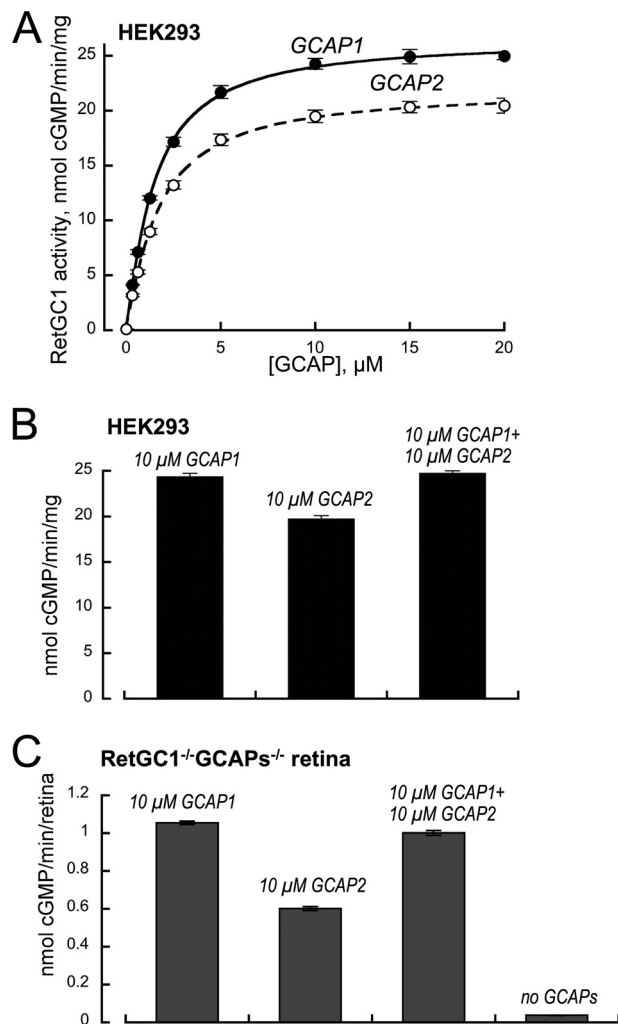 A
HEK293
GCAP1
GCAP2
RetGC1 activity, nmol cGMP/min/mg
25
20
15
10
5
0
0 5 10 15 20
[GCAP], µM
B
HEK293
10 µM GCAP1
10 µM GCAP2
10 µM GCAP1+
10 µM GCAP2
nmol cGMP/min/mg
25
20
15
10
5
0
C
RetGC1-/-GCAPs-/- retina
10 µM GCAP1
10 µM GCAP2
10 µM GCAP1+
10 µM GCAP2
no GCAPs
nmol cGMP/min/retina
1.2
1
0.8
0.6
0.4
0.2
0